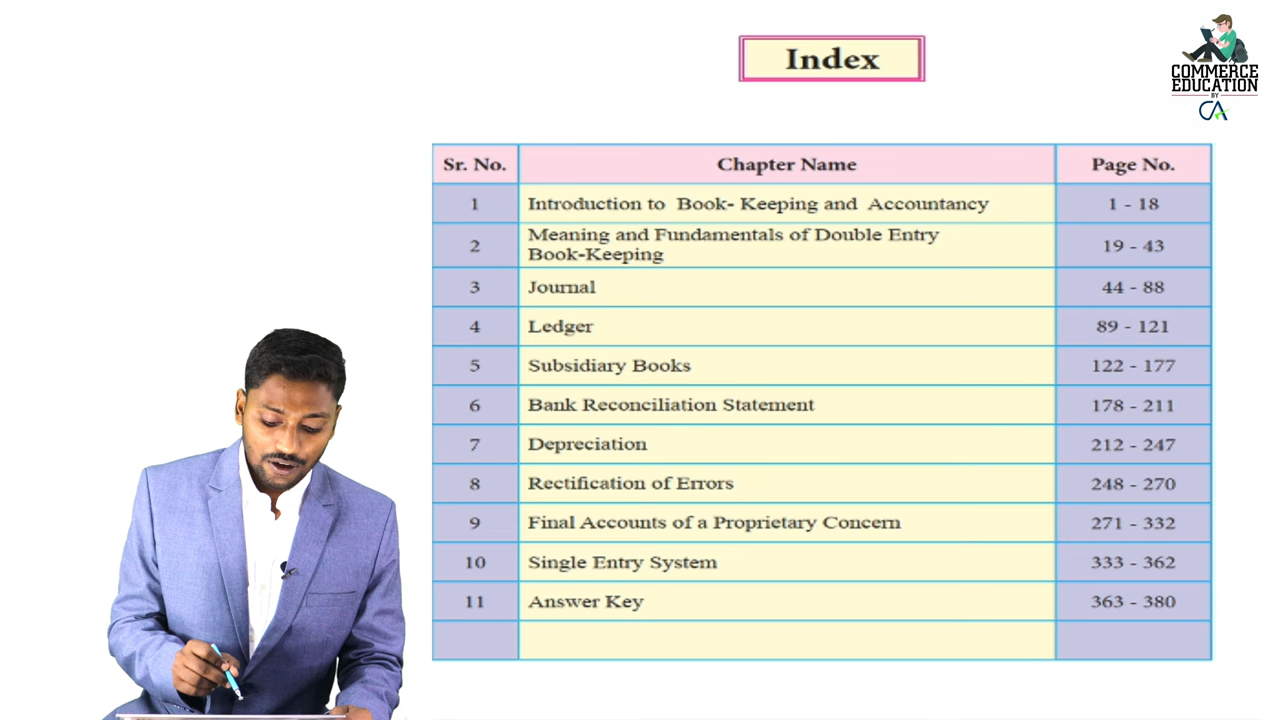 Index
COMMERCE
EDUCATION
BY
CA
Sr. No. Chapter Name Page No.
1 Introduction to Book- Keeping and Accountancy 1 - 18
2 Meaning and Fundamentals of Double Entry
Book-Keeping 19 - 43
3 Journal 44 - 88
4 Ledger 89 - 121
5 Subsidiary Books 122 - 177
6 Bank Reconciliation Statement 178 - 211
7 Depreciation 212 - 247
8 Rectification of Errors 248 - 270
9 Final Accounts of a Proprietary Concern 271 - 332
10 Single Entry System 333 - 362
11 Answer Key 363 - 380